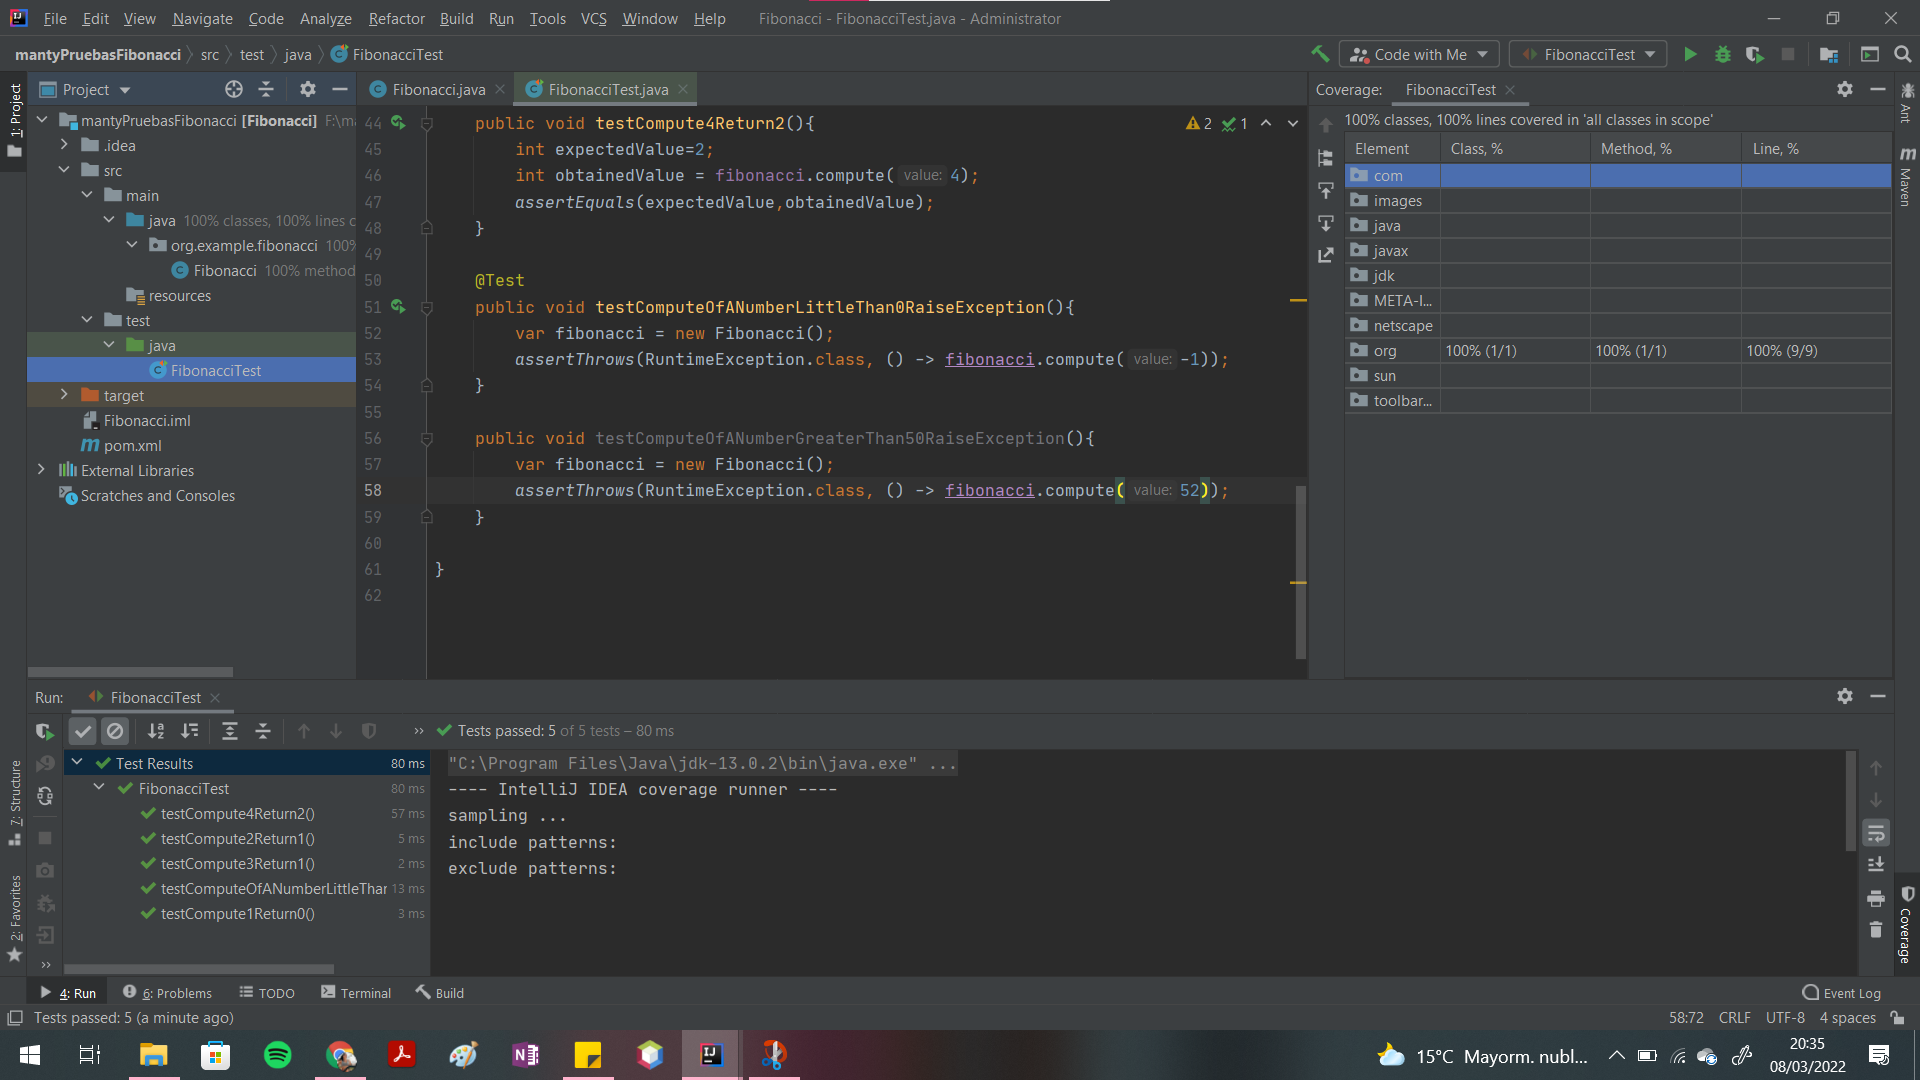 File Edit View Navigate Code Analyze Refactor Build Run Tools VCS Window Help Fibonacci - FibonacciTest.java - Administrator
mantyPruebasFibonacci src test java FibonacciTest Code with Me FibonacciTest
Project
Fibonacci.java
FibonacciTest.java
Coverage: FibonacciTest
1: Project
mantyPruebasFibonacci [Fibonacci] F:\m
.idea
src
main
java 100% classes, 100% lines c
org.example.fibonacci 100%
Fibonacci 100% method
resources
test
java
FibonacciTest
target
Fibonacci.iml
pom.xml
External Libraries
Scratches and Consoles
44 public void testCompute4Return2(){
45 int expectedValue=2;
46 int obtainedValue = fibonacci.compute( value: 4);
47 assertEquals(expectedValue,obtainedValue);
48 }
49
50 @Test
51 public void testComputeOfANumberLittleThan0RaiseException(){
52 var fibonacci = new Fibonacci();
53 assertThrows(RuntimeException.class, () -> fibonacci.compute( value: -1));
54 }
55
56 public void testComputeOfANumberGreaterThan50RaiseException(){
57 var fibonacci = new Fibonacci();
58 assertThrows(RuntimeException.class, () -> fibonacci.compute( value: 52));
59 }
60
61 }
62
2 1
100% classes, 100% lines covered in 'all classes in scope'
Element Class, % Method, % Line, %
com
images
java
javax
jdk
META-I...
netscape
org 100% (1/1) 100% (1/1) 100% (9/9)
sun
toolbar...
Ant
Maven
Run: FibonacciTest
Tests passed: 5 of 5 tests – 80 ms
Test Results 80 ms
FibonacciTest 80 ms
testCompute4Return2() 57 ms
testCompute2Return1() 5 ms
testCompute3Return1() 2 ms
testComputeOfANumberLittleThar 13 ms
testCompute1Return0() 3 ms
"C:\Program Files\Java\jdk-13.0.2\bin\java.exe" ...
---- IntelliJ IDEA coverage runner ----
sampling ...
include patterns:
exclude patterns:
7: Structure
2: Favorites
Coverage
4: Run 6: Problems TODO Terminal Build Event Log
Tests passed: 5 (a minute ago) 58:72 CRLF UTF-8 4 spaces
15°C Mayorm. nubl... 20:35
08/03/2022